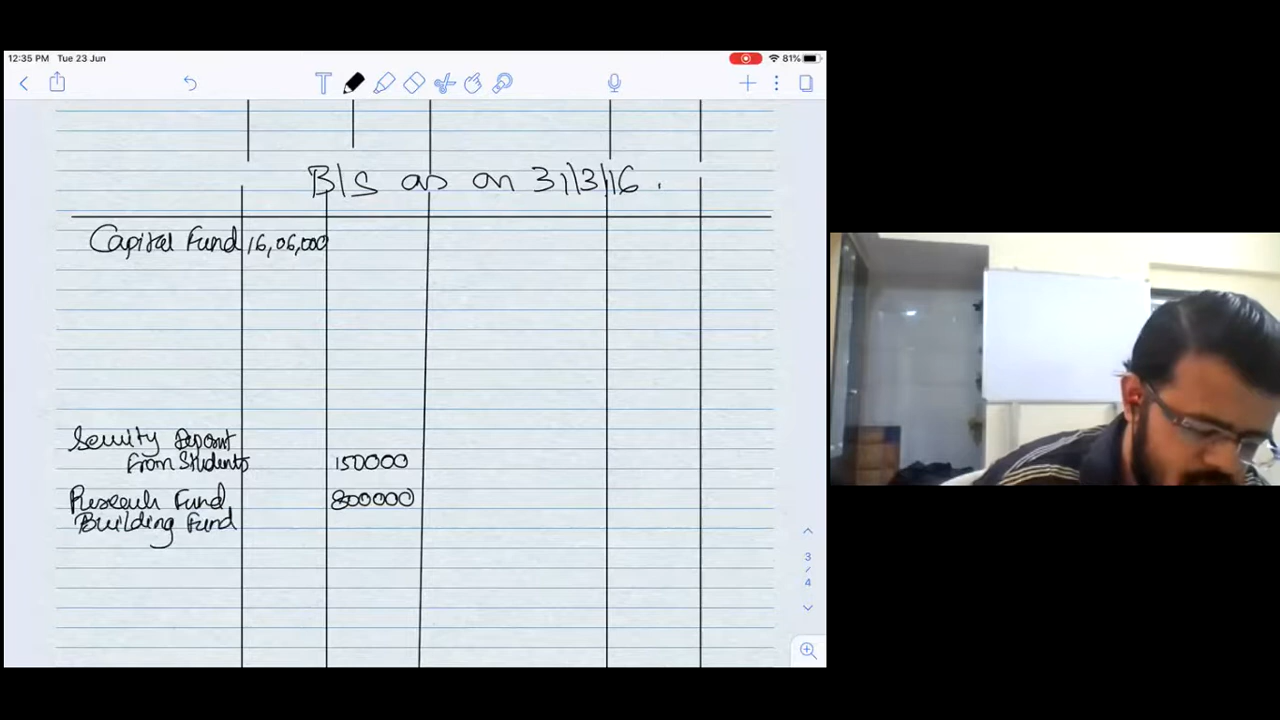 12:35 PM Tue 23 Jun
81%
T
B/S as on 31/3/16.
Capital Fund 16,06,000
Security Deposit
from Students 150000
Research Fund 800000
Building Fund
3
/
4